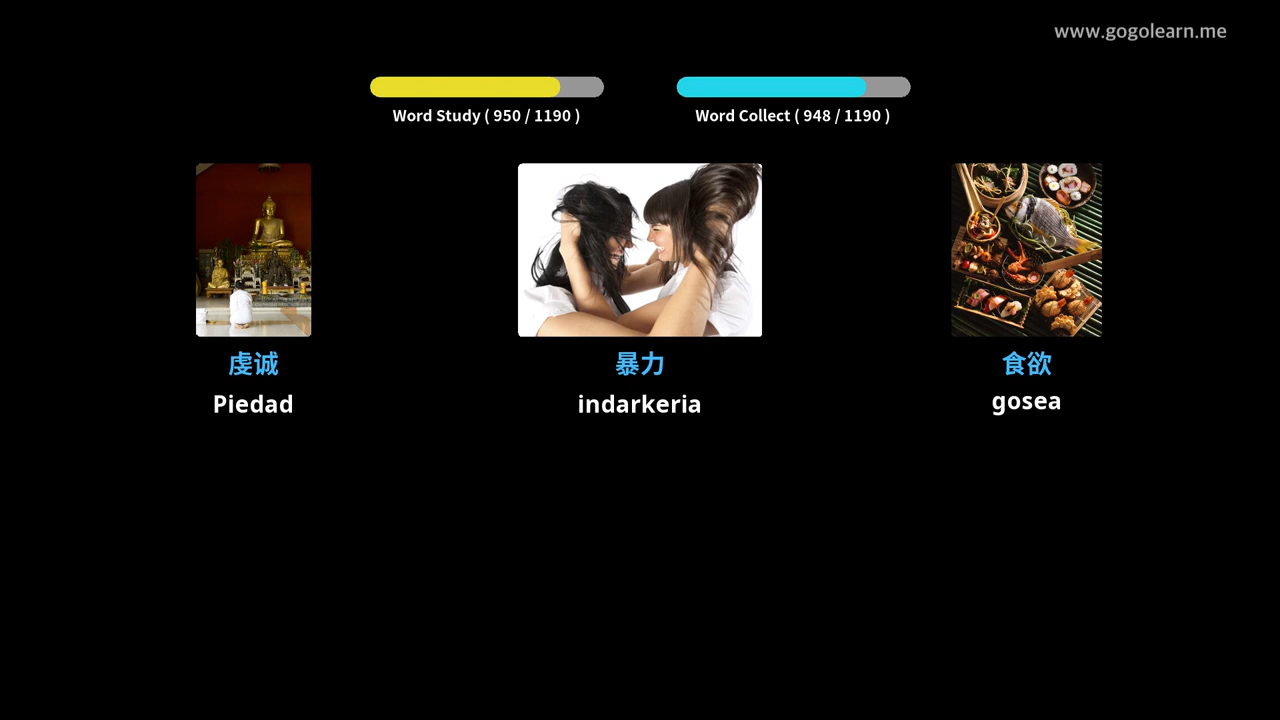 www.gogolearn.me
Word Study ( 950 / 1190 )
Word Collect ( 948 / 1190 )
虔诚
暴力
食欲
Piedad
indarkeria
gosea